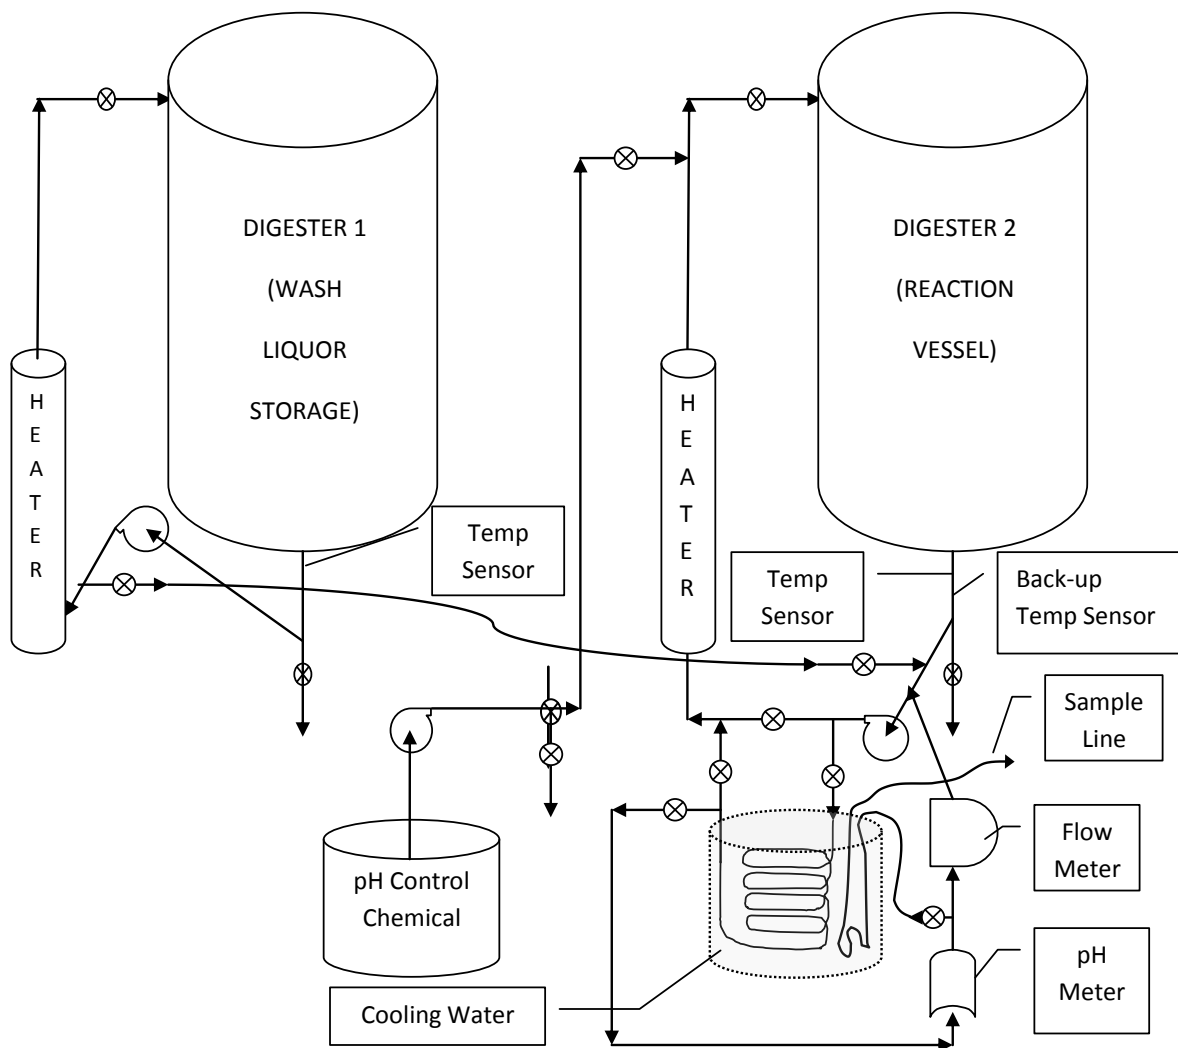 DIGESTER 1
(WASH
LIQUOR
STORAGE)
DIGESTER 2
(REACTION
VESSEL)
H
E
A
T
E
R
H
E
A
T
E
R
Temp
Sensor
Temp
Sensor
Back-up
Temp Sensor
Sample
Line
Flow
Meter
pH Control
Chemical
pH
Meter
Cooling Water